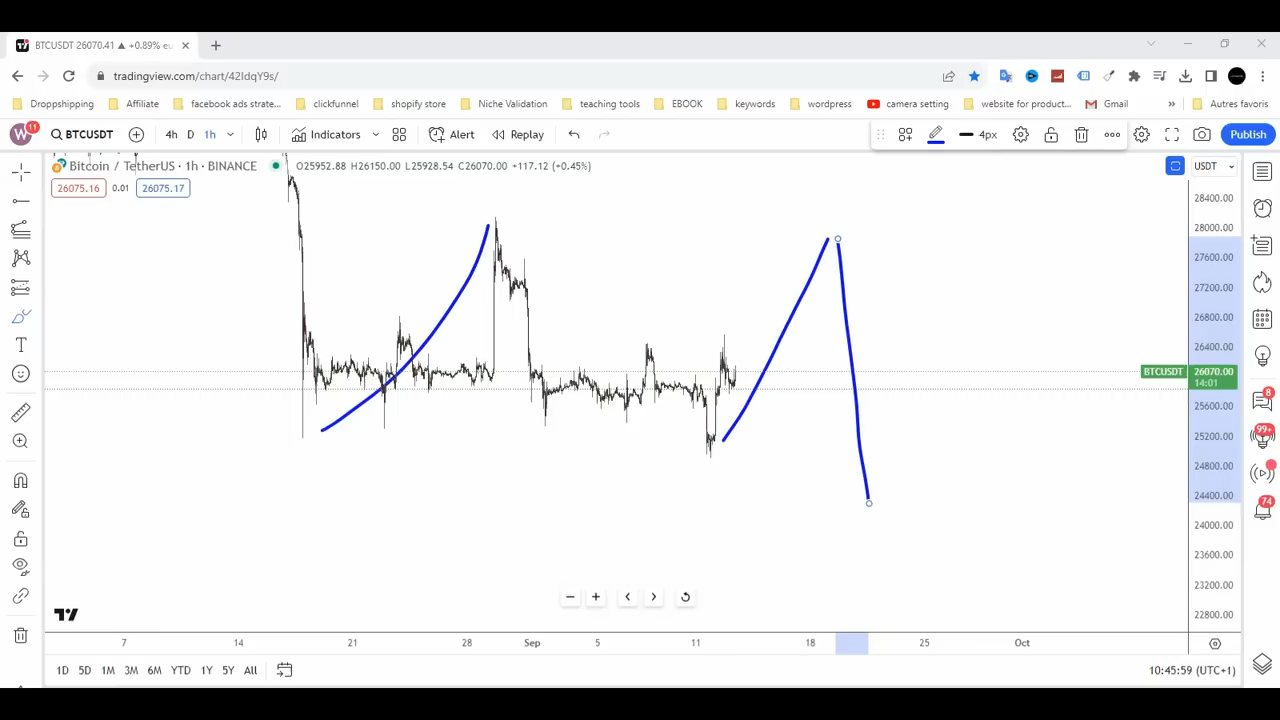 BTCUSDT 26070.41 ▲ +0.89% eu
tradingview.com/chart/42IdqY9s/
Droppshipping Affiliate facebook ads strate... clickfunnel shopify store Niche Validation teaching tools EBOOK keywords wordpress camera setting website for product... Gmail » Autres favoris
W 11 BTCUSDT 4h D 1h Indicators Alert Replay 4px Publish
Bitcoin / TetherUS · 1h · BINANCE O25952.88 H26150.00 L25928.54 C26070.00 +117.12 (+0.45%) USDT
26075.16 0.01 26075.17
28400.00
28000.00
27600.00
27200.00
26800.00
26400.00
BTCUSDT 26070.00
14:01
25600.00
25200.00
24800.00
24400.00
24000.00
23600.00
23200.00
22800.00
8
99+
74
T
7 14 21 28 Sep 5 11 18 25 Oct
1D 5D 1M 3M 6M YTD 1Y 5Y All 10:45:59 (UTC+1)